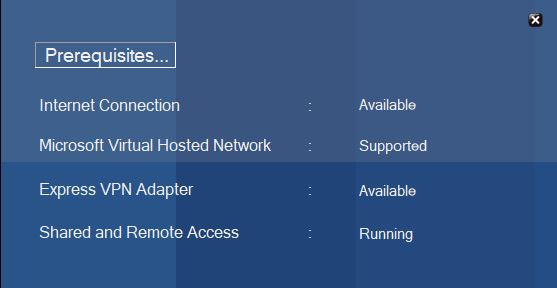 Prerequisites...
Internet Connection : Available
Microsoft Virtual Hosted Network : Supported
Express VPN Adapter : Available
Shared and Remote Access : Running